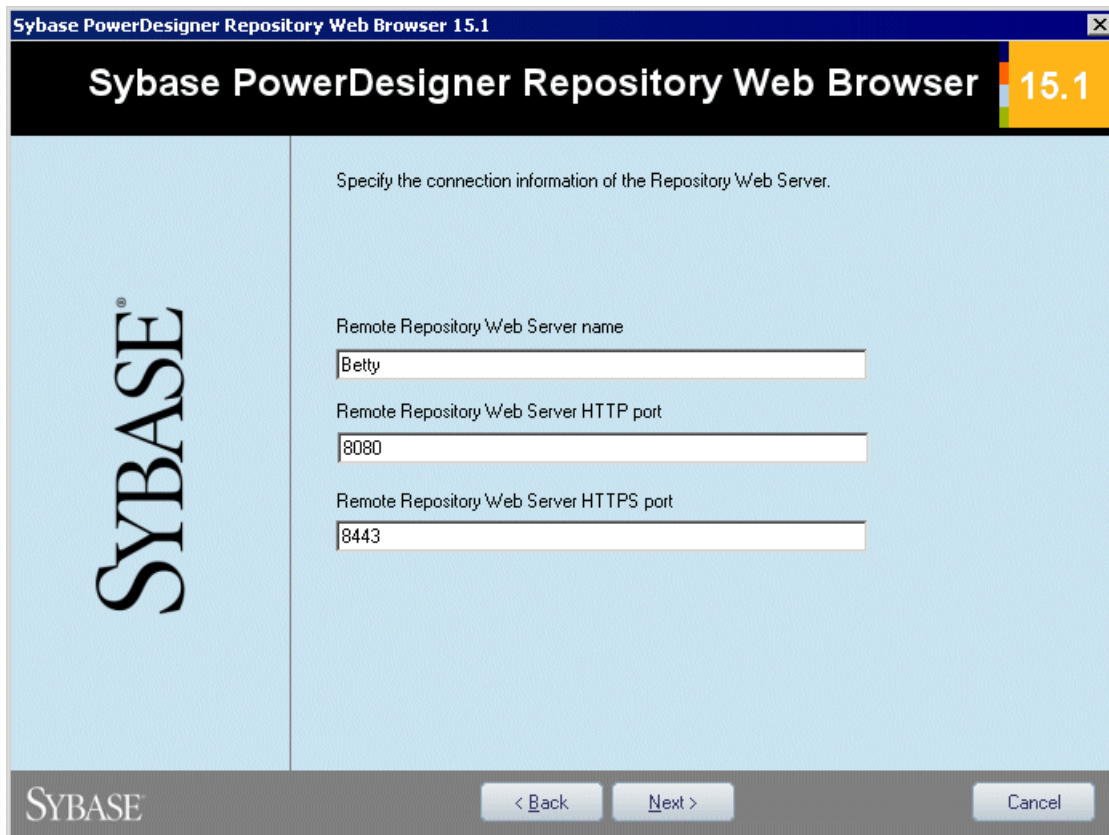 Sybase PowerDesigner Repository Web Browser 15.1
Sybase PowerDesigner Repository Web Browser 15.1
Specify the connection information of the Repository Web Server.
SYBASE®
Remote Repository Web Server name
Betty
Remote Repository Web Server HTTP port
8080
Remote Repository Web Server HTTPS port
8443
SYBASE
< Back Next > Cancel